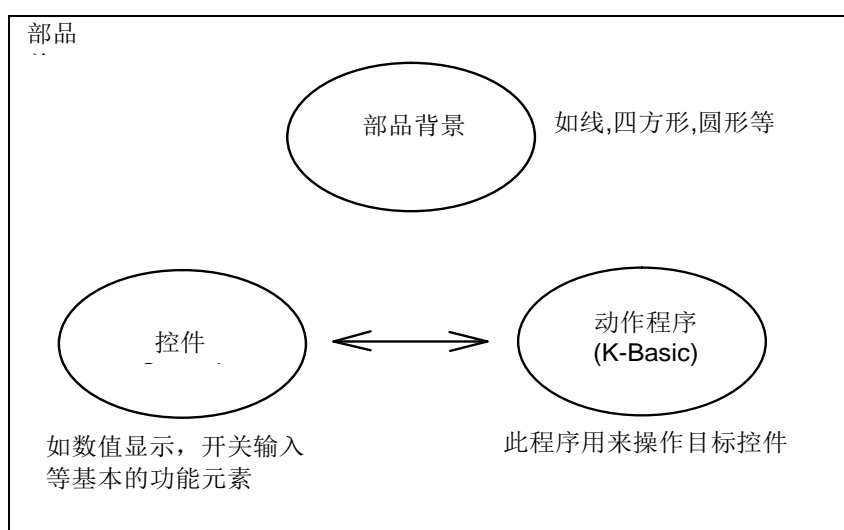 部品
部品背景
如线,四方形,圆形等
控件
动作程序
(K-Basic)
如数值显示，开关输入
等基本的功能元素
此程序用来操作目标控件